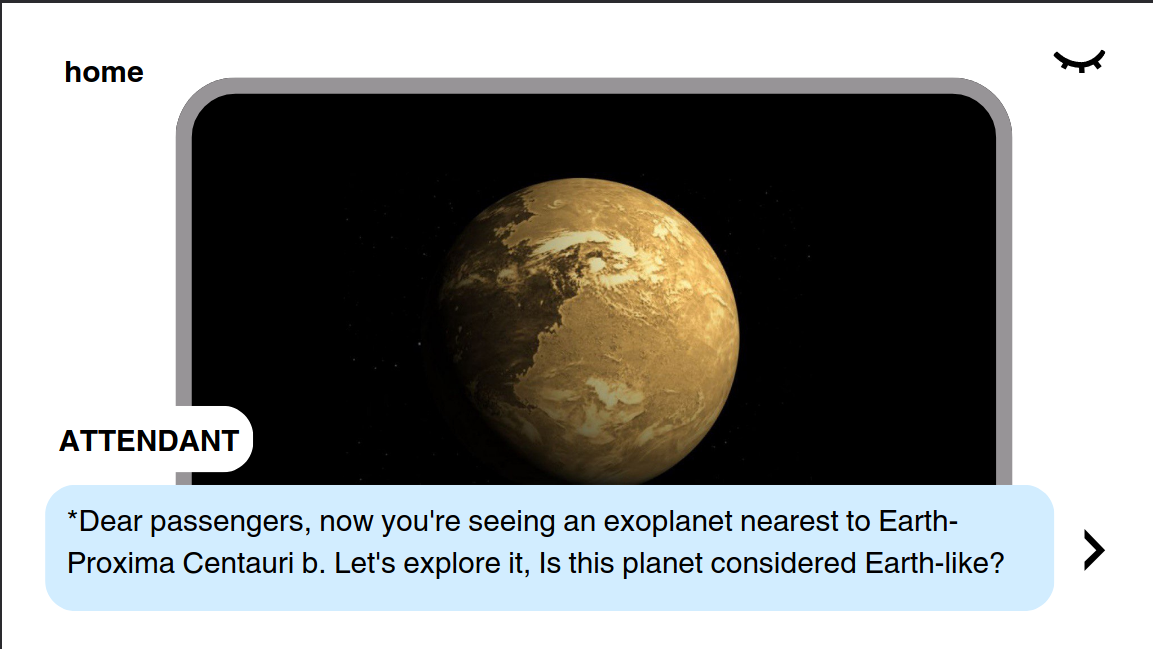 home
ATTENDANT
*Dear passengers, now you're seeing an exoplanet nearest to Earth-
Proxima Centauri b. Let's explore it, Is this planet considered Earth-like?